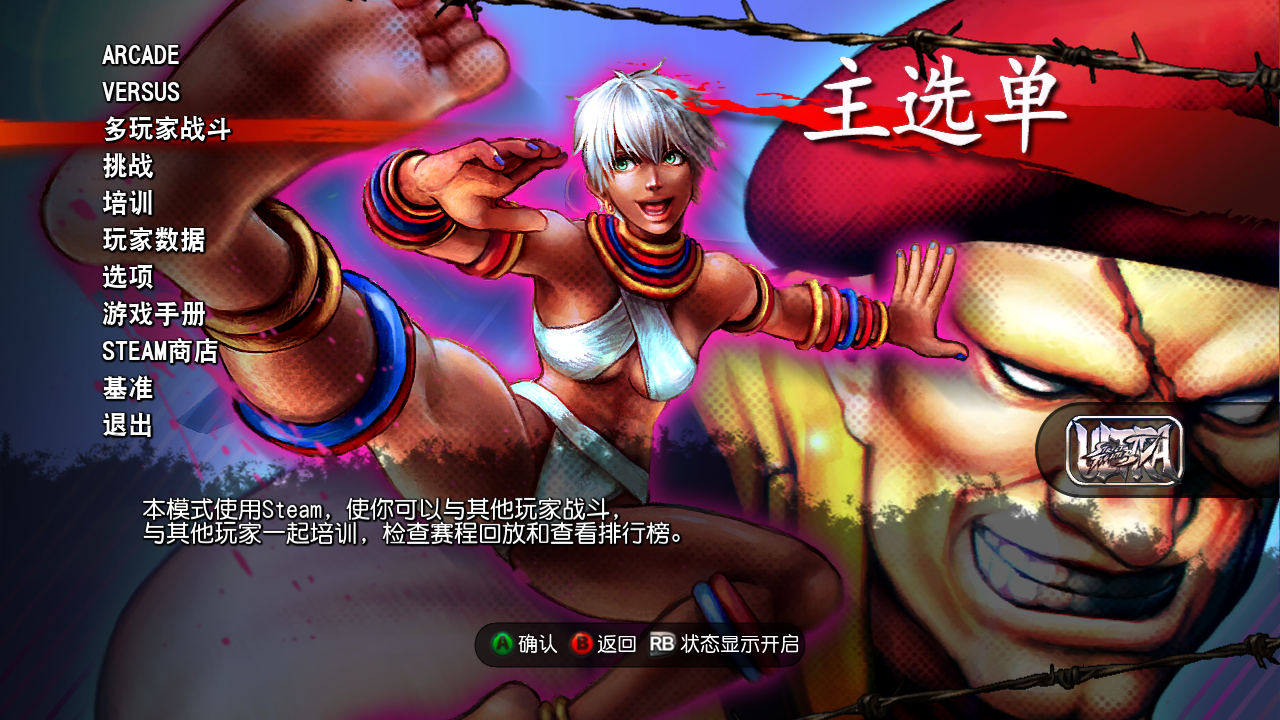 主选单
ARCADE
VERSUS
多玩家战斗
挑战
培训
玩家数据
选项
游戏手册
STEAM商店
基准
退出
ULTRA
本模式使用Steam，使你可以与其他玩家战斗，
与其他玩家一起培训，检查赛程回放和查看排行榜。
A 确认 B 返回 RB 状态显示开启